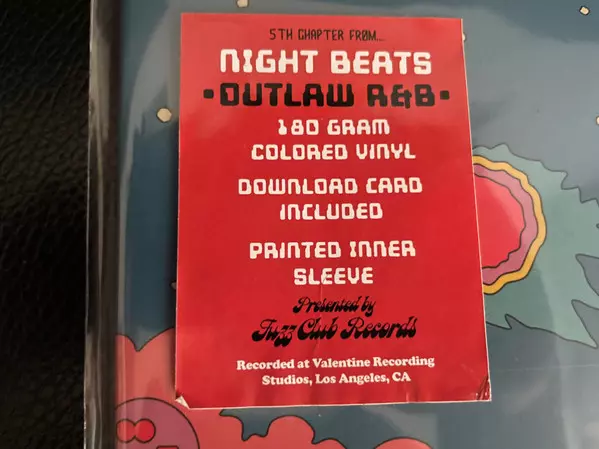 5TH CHAPTER FRØM...
NIGHT BEATS
•OUTLAW R&B•
180 GRAM
COLORED VINYL
DOWNLOAD CARD
INCLUDED
PRINTED INNER
SLEEVE
Presented by
Fuzz Club Records
Recorded at Valentine Recording
Studios, Los Angeles, CA